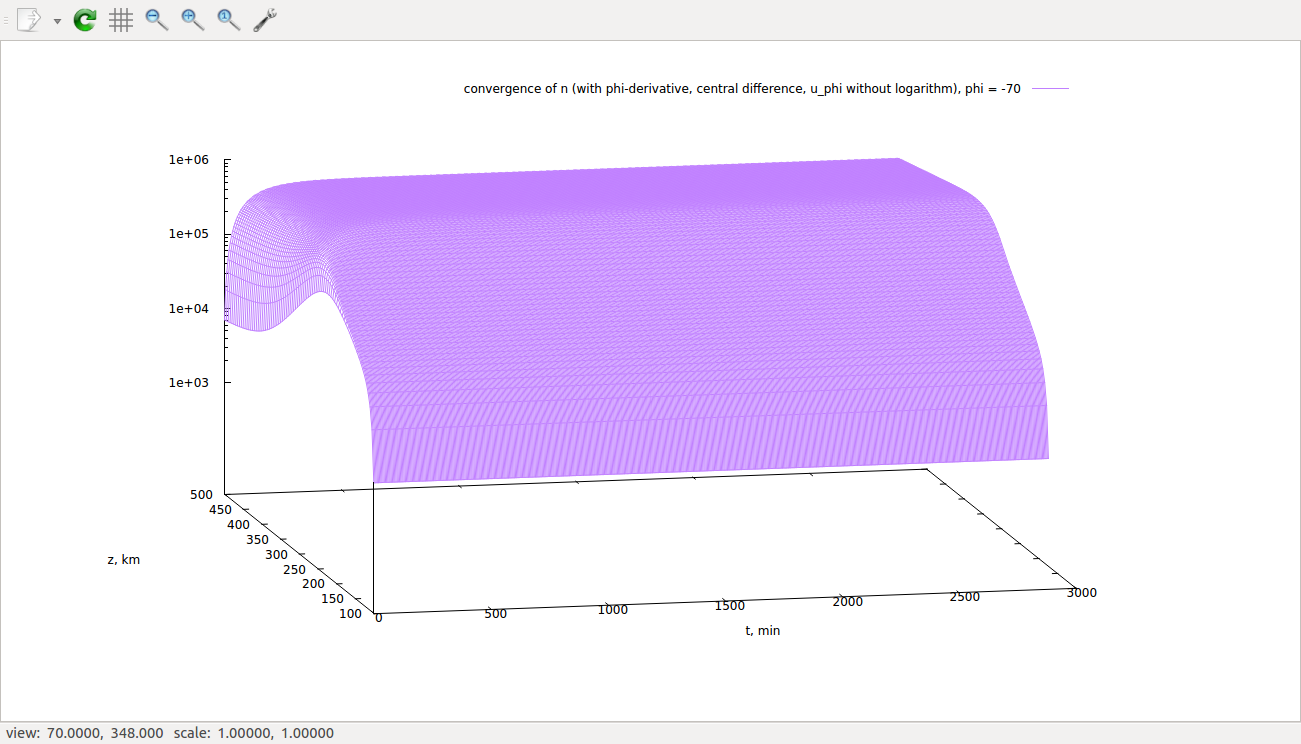 convergence of n (with phi-derivative, central difference, u_phi without logarithm), phi = -70
1e+06
1e+05
1e+04
1e+03
500
450
400
350
300
250
200
150
100
z, km
0
500
1000
1500
2000
2500
3000
t, min
view: 70.0000, 348.000 scale: 1.00000, 1.00000